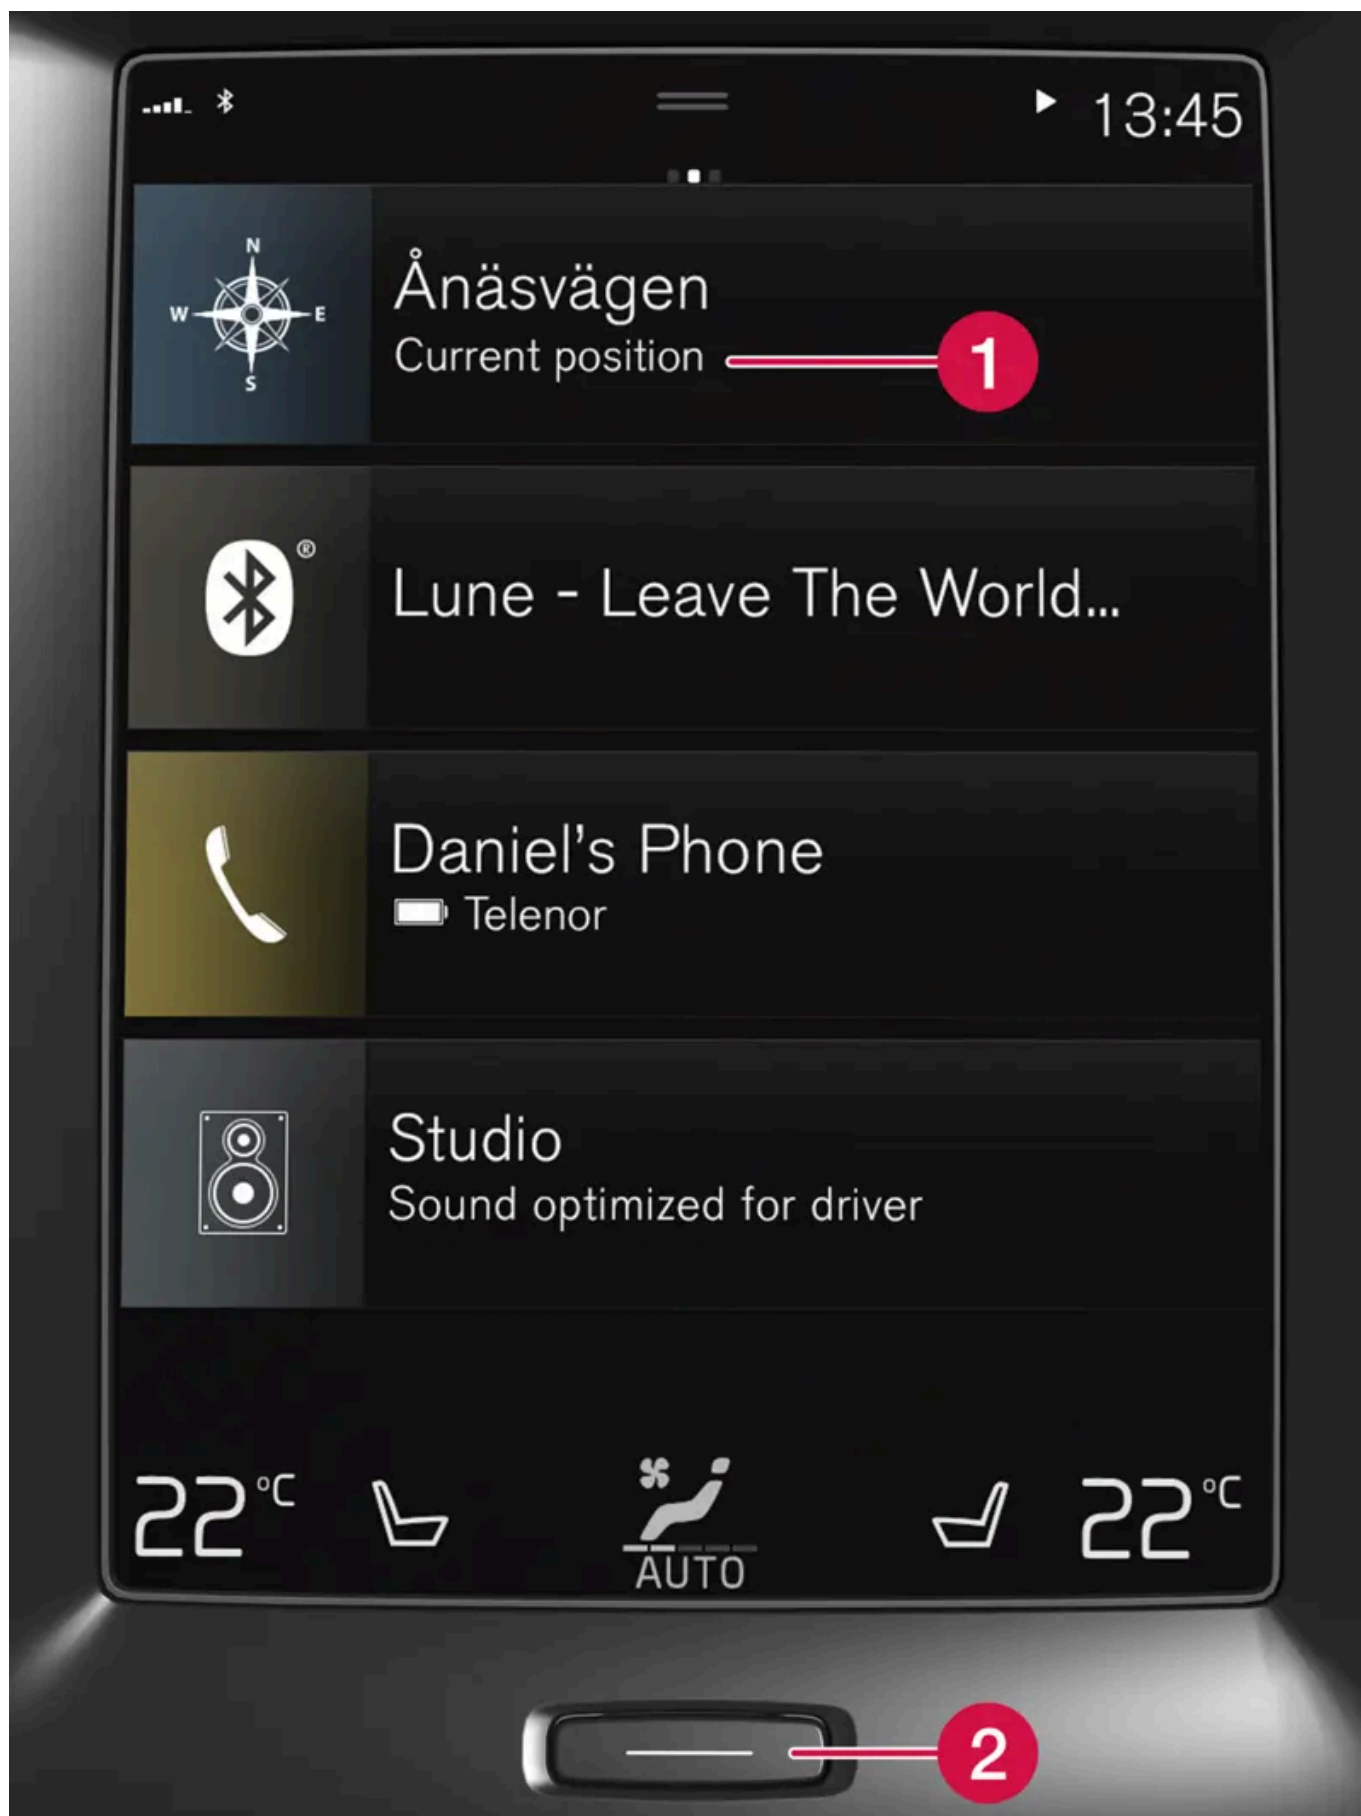 13:45
N
W E
S
Ånäsvägen
Current position
1
®
Lune - Leave The World...
Daniel's Phone
Telenor
Studio
Sound optimized for driver
22°C
AUTO
22°C
2